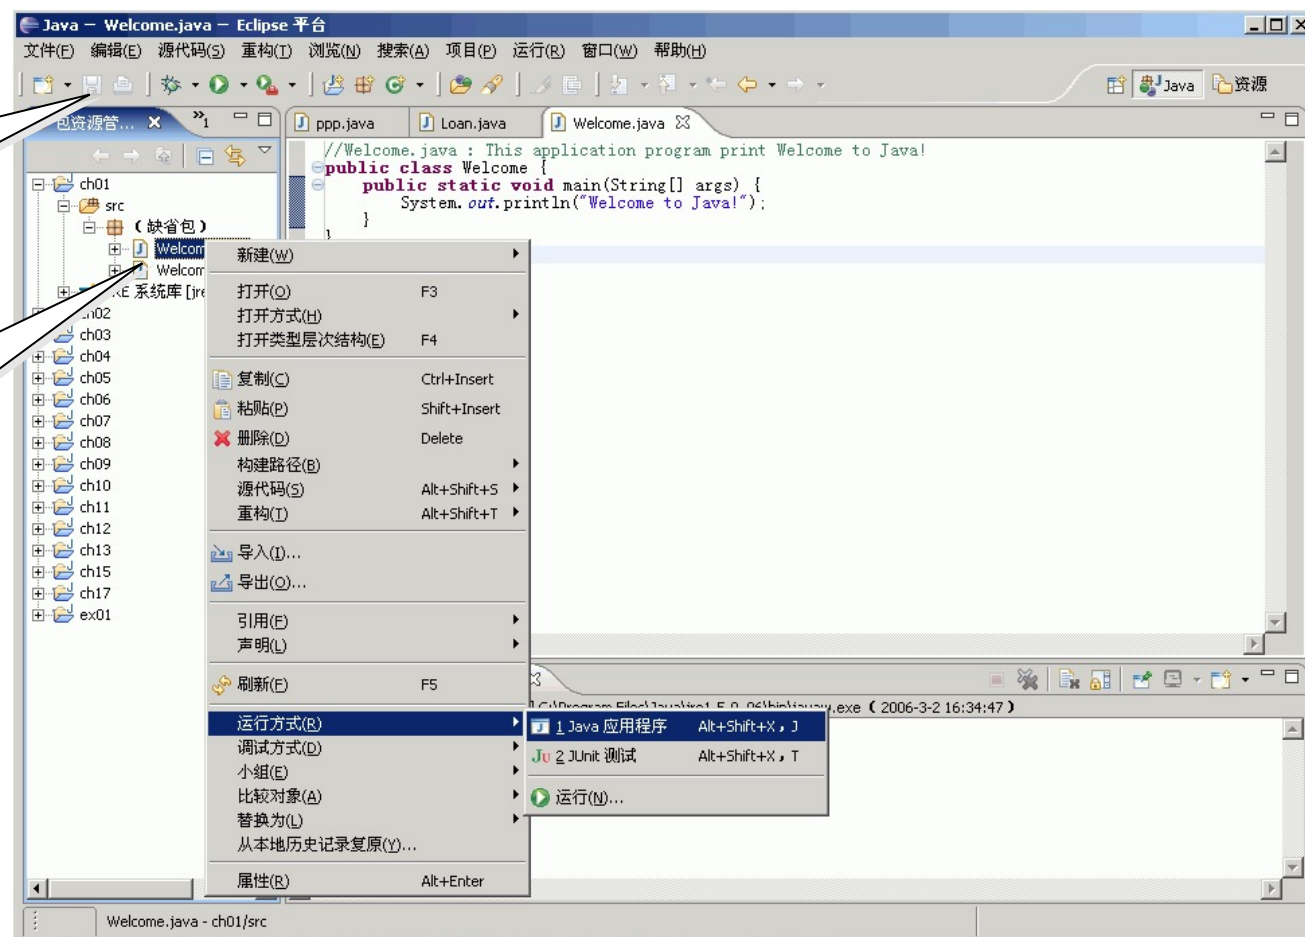 Java － Welcome.java － Eclipse 平台
文件(F) 编辑(E) 源代码(S) 重构(T) 浏览(N) 搜索(A) 项目(P) 运行(R) 窗口(W) 帮助(H)
Java 资源
包资源管... »1
ppp.java Loan.java Welcome.java
//Welcome.java : This application program print Welcome to Java!
public class Welcome {
public static void main(String[] args) {
System.out.println("Welcome to Java!");
}
}
ch01
src
(缺省包)
系统库 [jre
ch03
ch04
ch05
ch06
ch07
ch08
ch09
ch10
ch11
ch12
ch13
ch15
ch17
ex01
新建(W)
打开(O) F3
打开方式(H)
打开类型层次结构(E) F4
复制(C) Ctrl+Insert
粘贴(P) Shift+Insert
删除(D) Delete
构建路径(B)
源代码(S) Alt+Shift+S
重构(T) Alt+Shift+T
导入(I)...
导出(O)...
引用(F)
声明(L)
刷新(F) F5
运行方式(R)
调试方式(D)
小组(E)
比较对象(A)
替换为(L)
从本地历史记录复原(Y)...
属性(R) Alt+Enter
1 Java 应用程序 Alt+Shift+X，J
2 JUnit 测试 Alt+Shift+X，T
运行(N)...
.exe（2006-3-2 16:34:47）
Welcome.java - ch01/src